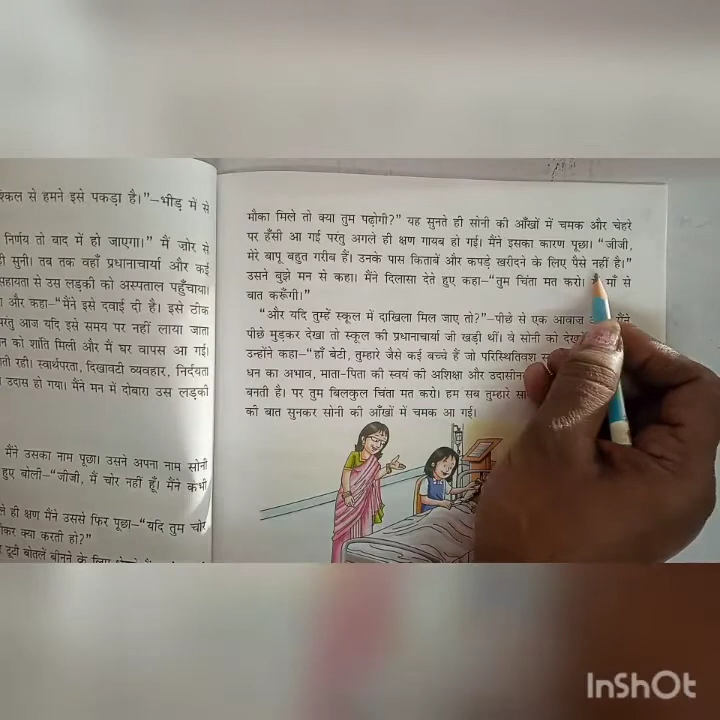 श्किल से हमने इसे पकड़ा है।”–भीड़ में से
निर्णय तो बाद में हो जाएगा।” मैं ज़ोर से
सुनी। तब तक वहाँ प्रधानाचार्या और कई
सहायता से उस लड़की को अस्पताल पहुँचाया।
और कहा–“मैंने इसे दवाई दी है। इसे ठीक
परंतु आज यदि इसे समय पर नहीं लाया जाता
को शांति मिली और मैं घर वापस आ गई।
रही। स्वार्थपरता, दिखावटी व्यवहार, निर्दयता
उदास हो गया। मैंने मन में दोबारा उस लड़की
मैंने उसका नाम पूछा। उसने अपना नाम सोनी
हुए बोली–“जीजी, मैं चोर नहीं हूँ। मैंने कभी
ही क्षण मैंने उससे फिर पूछा–“यदि तुम चोर
क्या करती हो?”
टूटी बोतलें बीनने के लिए
मौका मिले तो क्या तुम पढ़ोगी?” यह सुनते ही सोनी की आँखों में चमक और चेहरे
पर हँसी आ गई परंतु अगले ही क्षण गायब हो गई। मैंने इसका कारण पूछा। “जीजी,
मेरे बापू बहुत गरीब हैं। उनके पास किताबें और कपड़े खरीदने के लिए पैसे नहीं है।”
उसने बुझे मन से कहा। मैंने दिलासा देते हुए कहा–“तुम चिंता मत करो। माँ से
बात करूँगी।”
“और यदि तुम्हें स्कूल में दाखिला मिल जाए तो?”–पीछे से एक आवाज़ मैंने
पीछे मुड़कर देखा तो स्कूल की प्रधानाचार्या जी खड़ी थीं। वे सोनी को
उन्होंने कहा–“हाँ बेटी, तुम्हारे जैसे कई बच्चे हैं जो परिस्थितिवश
धन का अभाव, माता-पिता की स्वयं की अशिक्षा और
बनती है। पर तुम बिलकुल चिंता मत करो। हम सब तुम्हारे
की बात सुनकर सोनी की आँखों में चमक आ गई।
InShOt